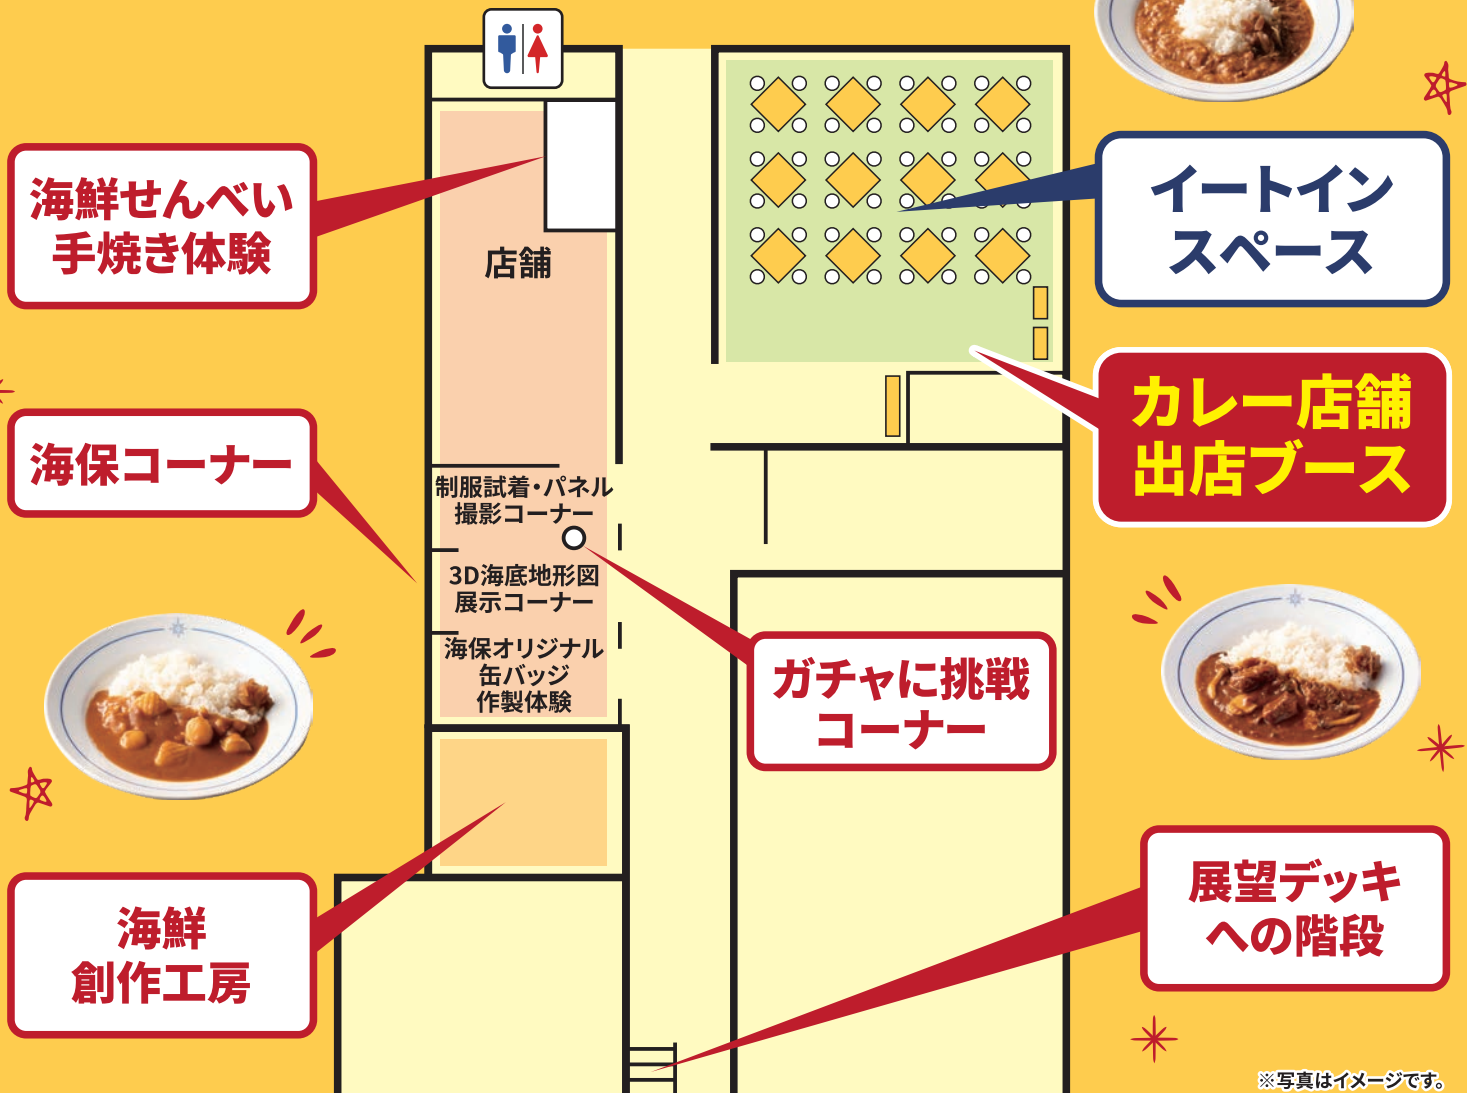 海鮮せんべい
手焼き体験
店舗
イートイン
スペース
カレー店舗
出店ブース
海保コーナー
制服試着・パネル
撮影コーナー
3D海底地形図
展示コーナー
海保オリジナル
缶バッジ
作製体験
ガチャに挑戦
コーナー
海鮮
創作工房
展望デッキ
への階段
※写真はイメージです。